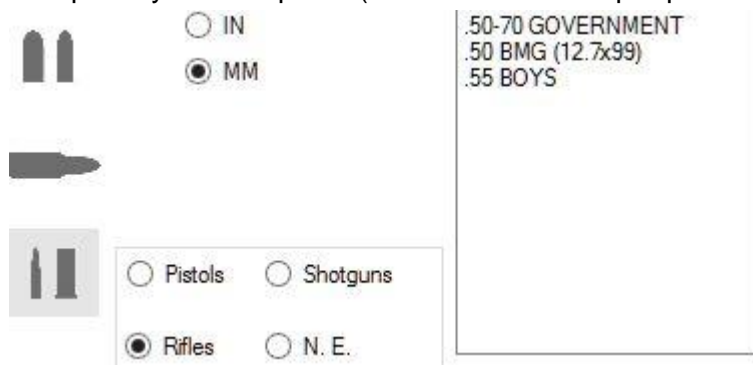 IN
MM
.50-70 GOVERNMENT
.50 BMG (12.7x99)
.55 BOYS
Pistols
Shotguns
Rifles
N. E.